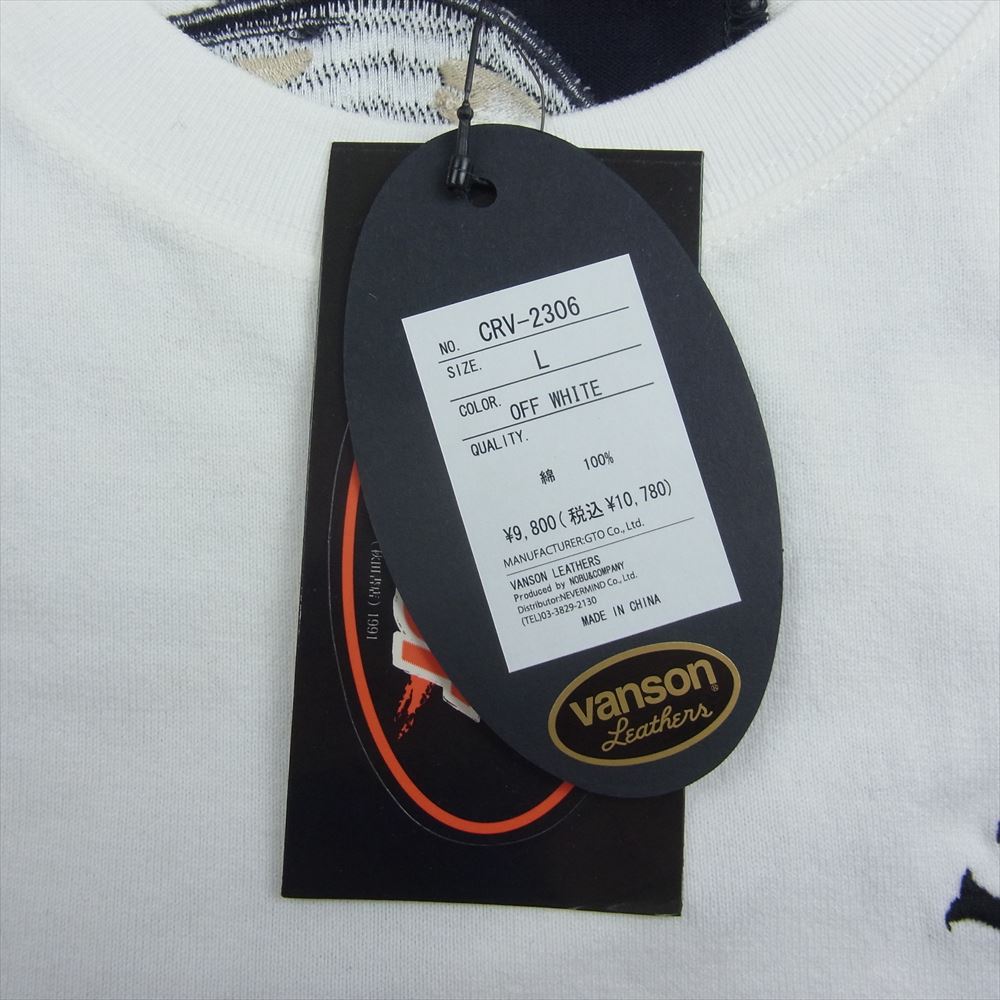 NO. CRV-2306
SIZE. L
COLOR. OFF WHITE
QUALITY.
綿 100%
¥9,800(税込¥10,780)
MANUFACTURER:GTO Co., Ltd.
VANSON LEATHERS
Produced by NOBU&COMPANY
Distributor:NEVERMIND Co., Ltd.
(TEL)03-3829-2130
MADE IN CHINA
vanson®
Leathers